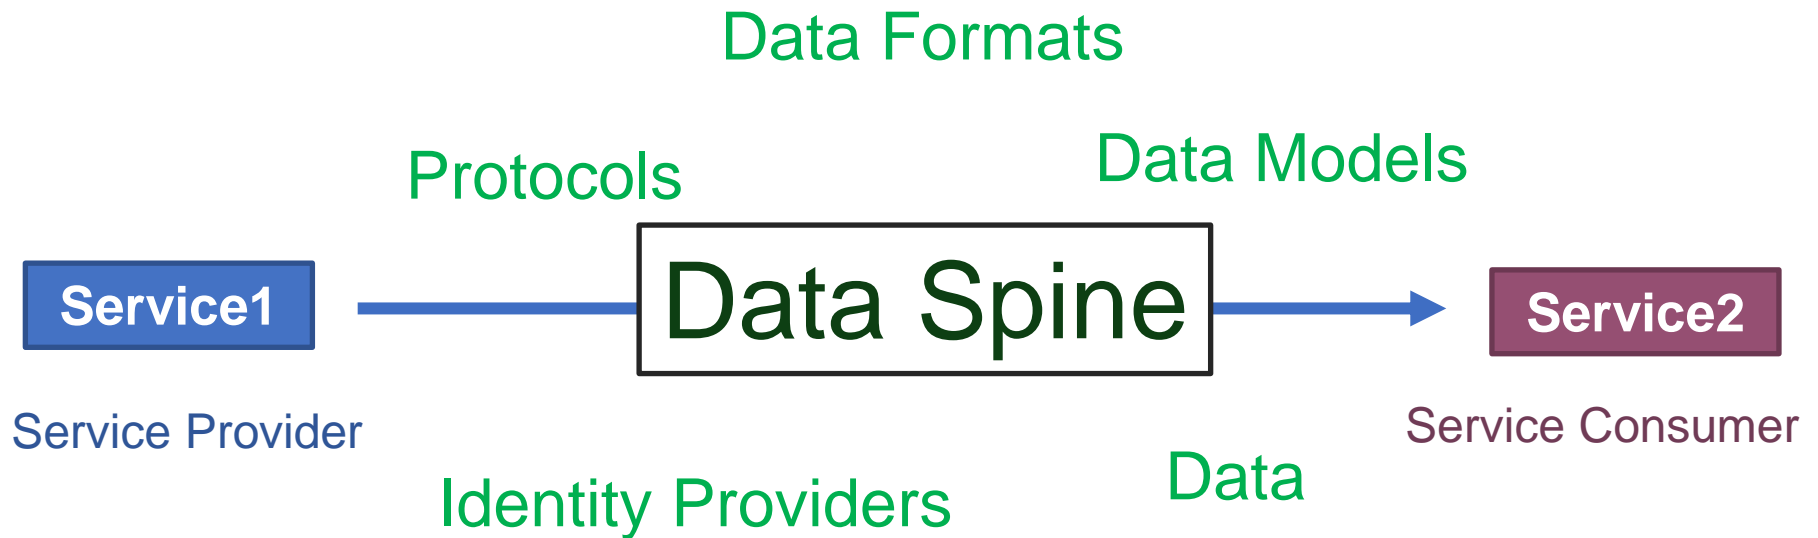 Data Formats
Protocols
Data Models
Service1
Data Spine
Service2
Service Provider
Service Consumer
Identity Providers
Data